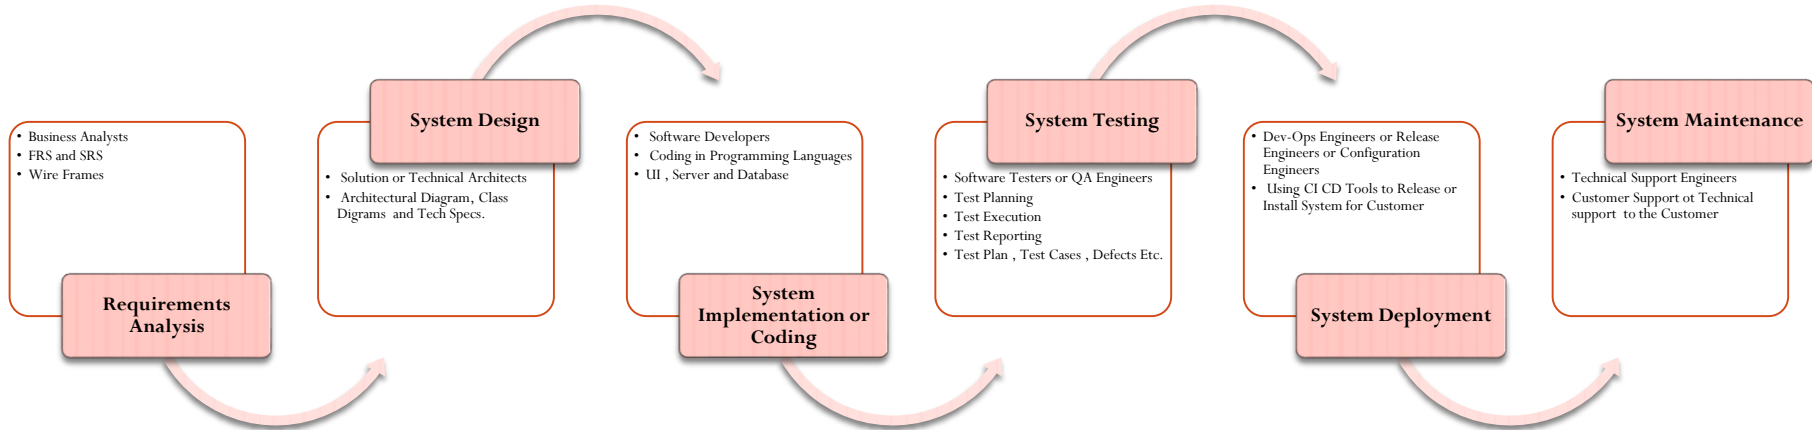 • Business Analysts
• FRS and SRS
• Wire Frames
Requirements
Analysis
System Design
• Solution or Technical Architects
• Architectural Diagram, Class
Digrams and Tech Specs.
• Software Developers
• Coding in Programming Languages
• UI , Server and Database
System
Implementation or
Coding
System Testing
• Software Testers or QA Engineers
• Test Planning
• Test Execution
• Test Reporting
• Test Plan , Test Cases , Defects Etc.
• Dev-Ops Engineers or Release
Engineers or Configuration
Engineers
• Using CI CD Tools to Release or
Install System for Customer
System Deployment
System Maintenance
• Technical Support Engineers
• Customer Support ot Technical
support to the Customer